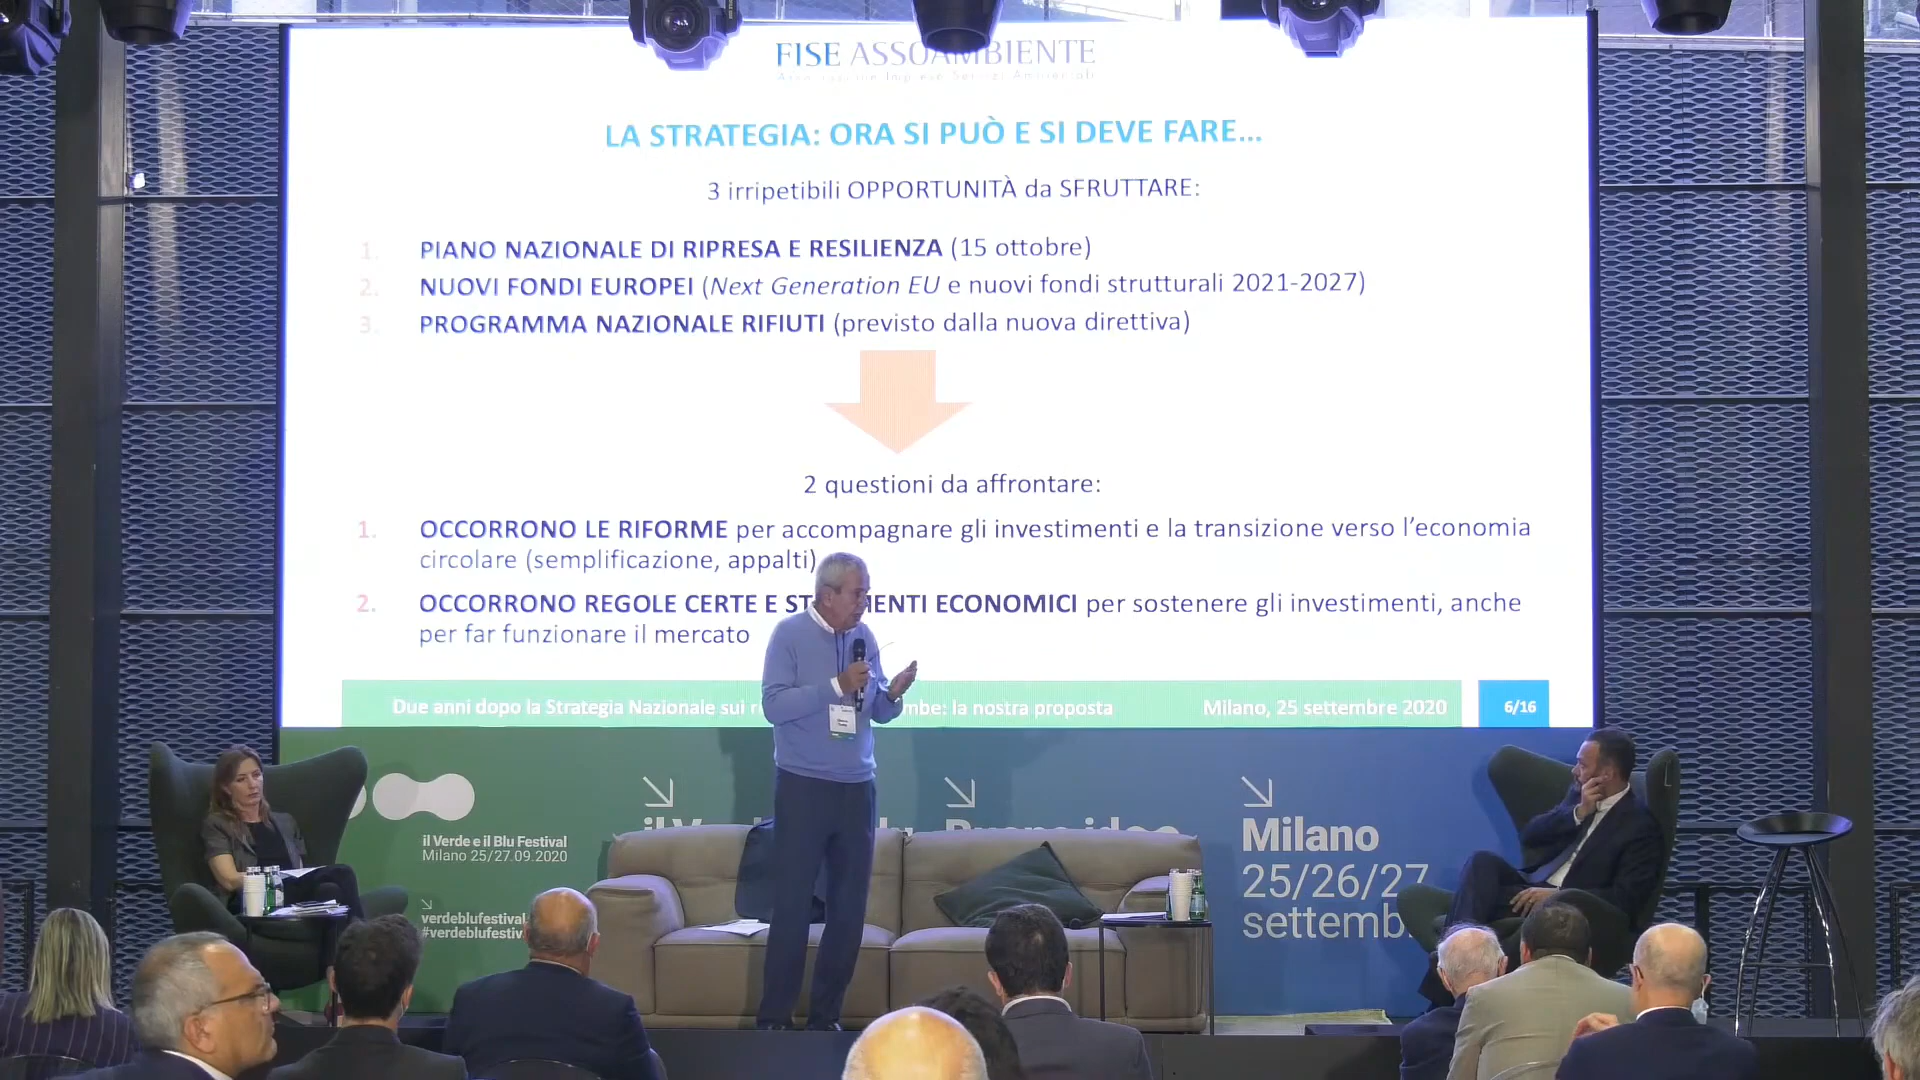 FISE ASSOAMBIENTE
LA STRATEGIA: ORA SI PUÒ E SI DEVE FARE...
3 irripetibili OPPORTUNITÀ da SFRUTTARE:
1. PIANO NAZIONALE DI RIPRESA E RESILIENZA (15 ottobre)
2. NUOVI FONDI EUROPEI (Next Generation EU e nuovi fondi strutturali 2021-2027)
3. PROGRAMMA NAZIONALE RIFIUTI (previsto dalla nuova direttiva)
2 questioni da affrontare:
1. OCCORRONO LE RIFORME per accompagnare gli investimenti e la transizione verso l'economia
circolare (semplificazione, appalti)
2. OCCORRONO REGOLE CERTE E ECONOMICI per sostenere gli investimenti, anche
per far funzionare il mercato
Due anni dopo la Strategia Nazionale sui la nostra proposta Milano, 25 settembre 2020 6/16
il Verde e il Blu Festival
Milano 25/27.09.2020
verdeblufestival
Milano
25/26/27